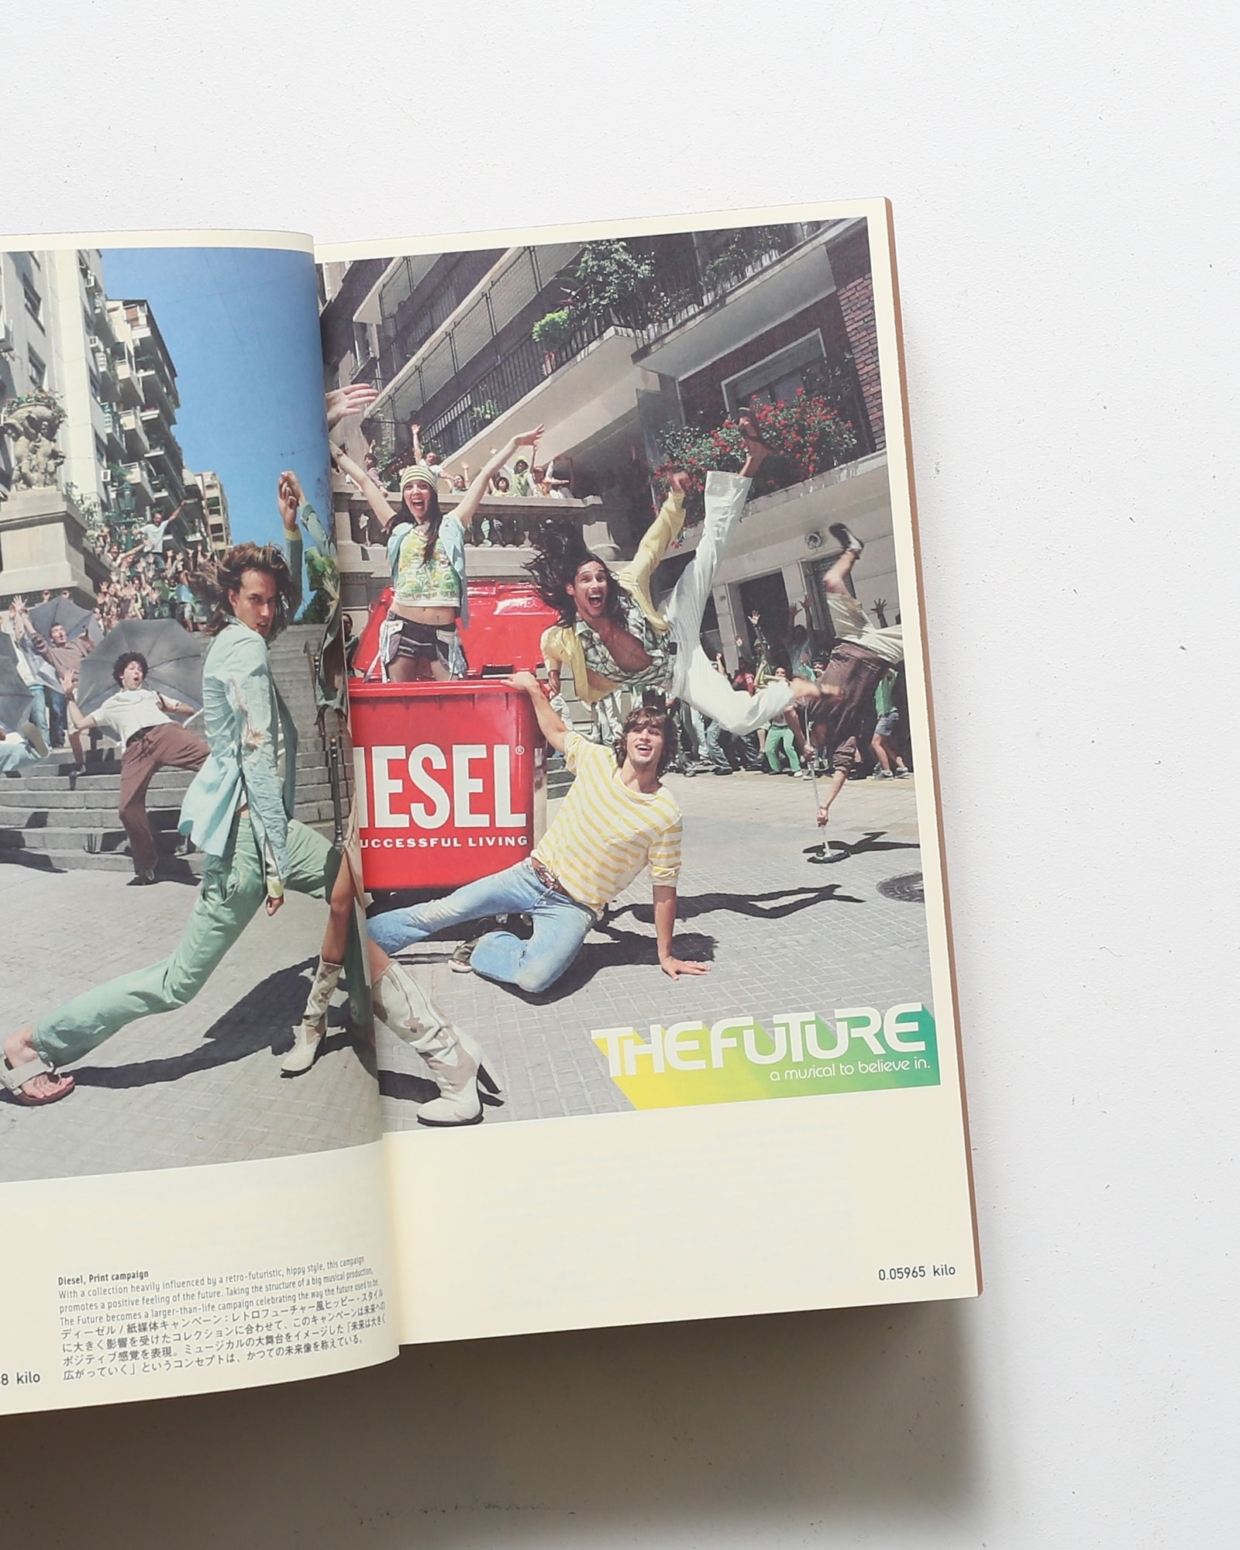 IESEL®
UCCESSFUL LIVING
THE FUTURE
a musical to believe in.
Diesel, Print campaign
With a collection heavily influenced by a retro-futuristic, hippy style, this campaign
promotes a positive feeling of the future. Taking the structure of a big musical production,
The Future becomes a larger-than-life campaign celebrating the way the future used to be.
ディーゼル / 紙媒体キャンペーン：レトロフューチャー風ヒッピー・スタイル
に大きく影響を受けたコレクションに合わせて、このキャンペーンは未来への
ポジティブ感覚を表現。ミュージカルの大舞台をイメージした「未来は大きく
広がっていく」というコンセプトは、かつての未来像を称えている。
8 kilo
0.05965 kilo